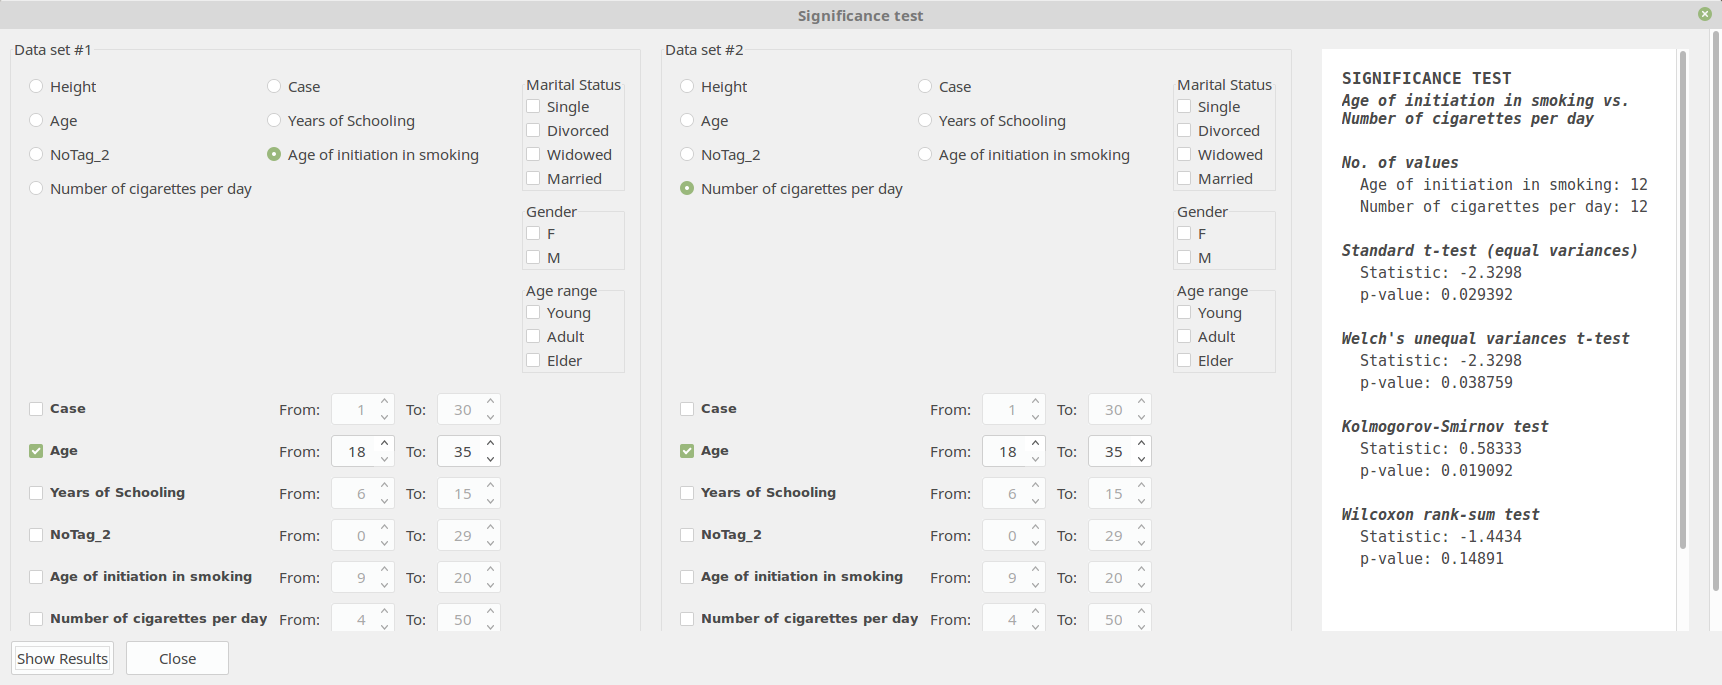 Significance test
Data set #1
Height
Case
Age
Years of Schooling
NoTag_2
Age of initiation in smoking
Number of cigarettes per day
Marital Status
Single
Divorced
Widowed
Married
Gender
F
M
Age range
Young
Adult
Elder
Case From: 1 To: 30
Age From: 18 To: 35
Years of Schooling From: 6 To: 15
NoTag_2 From: 0 To: 29
Age of initiation in smoking From: 9 To: 20
Number of cigarettes per day From: 4 To: 50
Data set #2
Height
Case
Age
Years of Schooling
NoTag_2
Age of initiation in smoking
Number of cigarettes per day
Marital Status
Single
Divorced
Widowed
Married
Gender
F
M
Age range
Young
Adult
Elder
Case From: 1 To: 30
Age From: 18 To: 35
Years of Schooling From: 6 To: 15
NoTag_2 From: 0 To: 29
Age of initiation in smoking From: 9 To: 20
Number of cigarettes per day From: 4 To: 50
SIGNIFICANCE TEST
Age of initiation in smoking vs.
Number of cigarettes per day
No. of values
Age of initiation in smoking: 12
Number of cigarettes per day: 12
Standard t-test (equal variances)
Statistic: -2.3298
p-value: 0.029392
Welch's unequal variances t-test
Statistic: -2.3298
p-value: 0.038759
Kolmogorov-Smirnov test
Statistic: 0.58333
p-value: 0.019092
Wilcoxon rank-sum test
Statistic: -1.4434
p-value: 0.14891
Show Results
Close